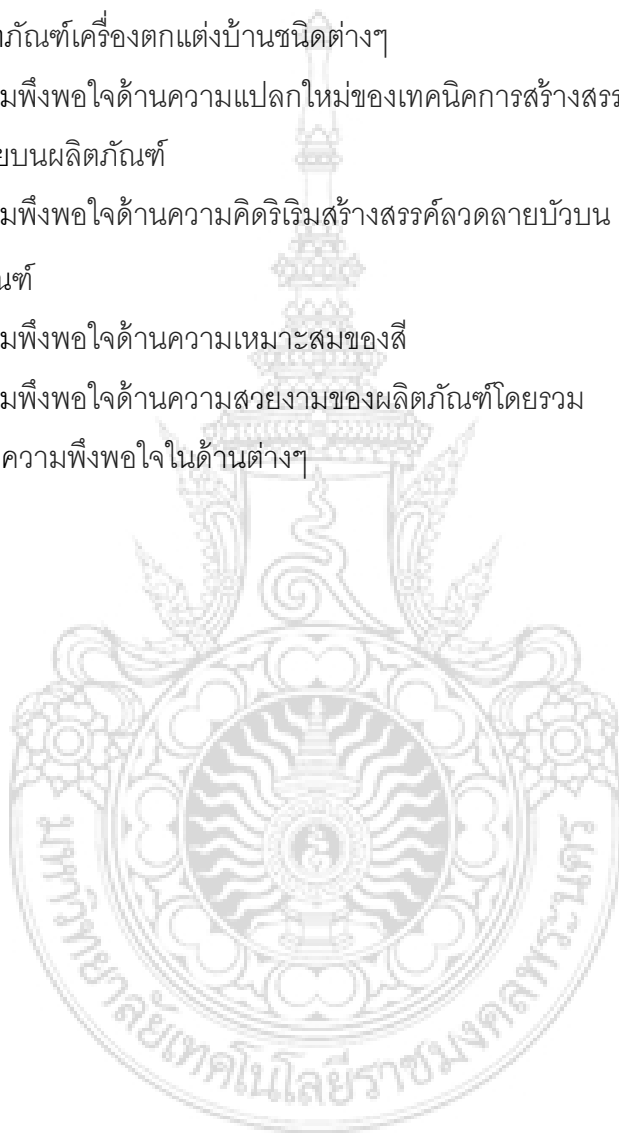 ภัณฑ์เครื่องตกแต่งบ้านชนิดต่างๆ
มพึงพอใจด้านความแปลกใหม่ของเทคนิคการสร้างสรร
ยบนผลิตภัณฑ์
มพึงพอใจด้านความคิดริเริ่มสร้างสรรค์ลวดลายบัวบน
ณฑ์
มพึงพอใจด้านความเหมาะสมของสี
มพึงพอใจด้านความสวยงามของผลิตภัณฑ์โดยรวม
ความพึงพอใจในด้านต่างๆ
มหาวิทยาลัยเทคโนโลยีราชมงคลพระนคร